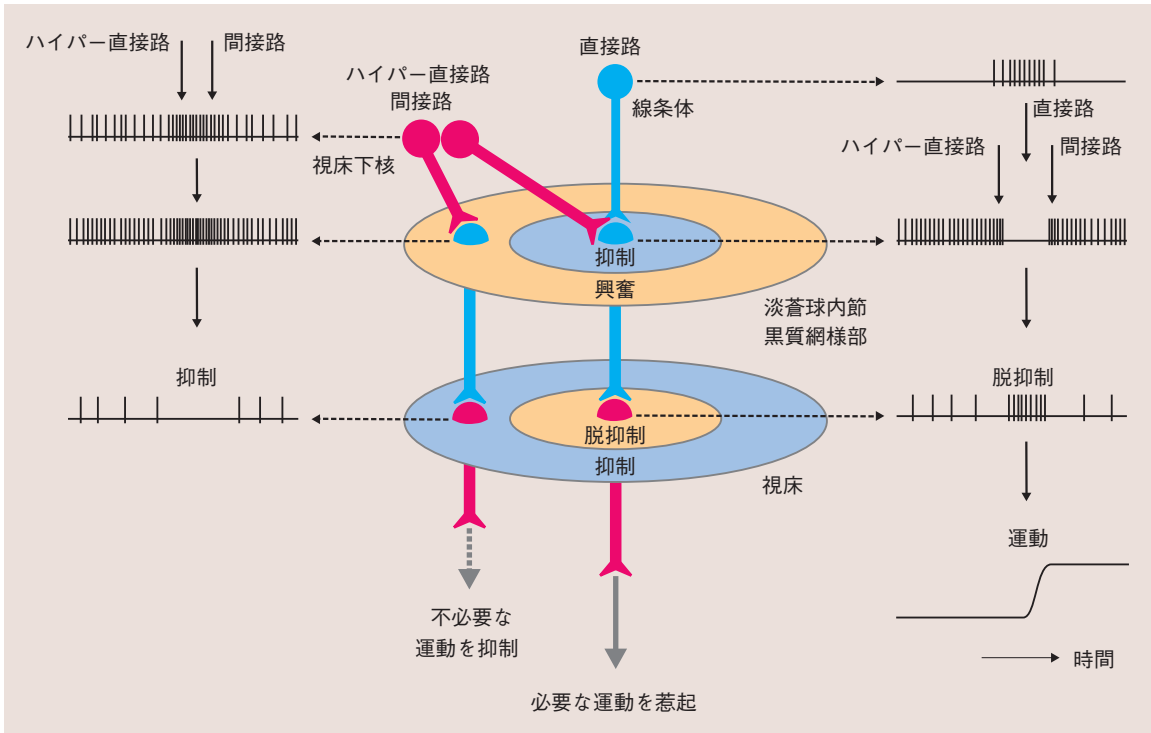 ハイパー直接路
間接路
ハイパー直接路
間接路
直接路
線条体
視床下核
直接路
ハイパー直接路
間接路
抑制
興奮
淡蒼球内節
黒質網様部
抑制
脱抑制
脱抑制
抑制
視床
運動
不必要な
運動を抑制
時間
必要な運動を惹起